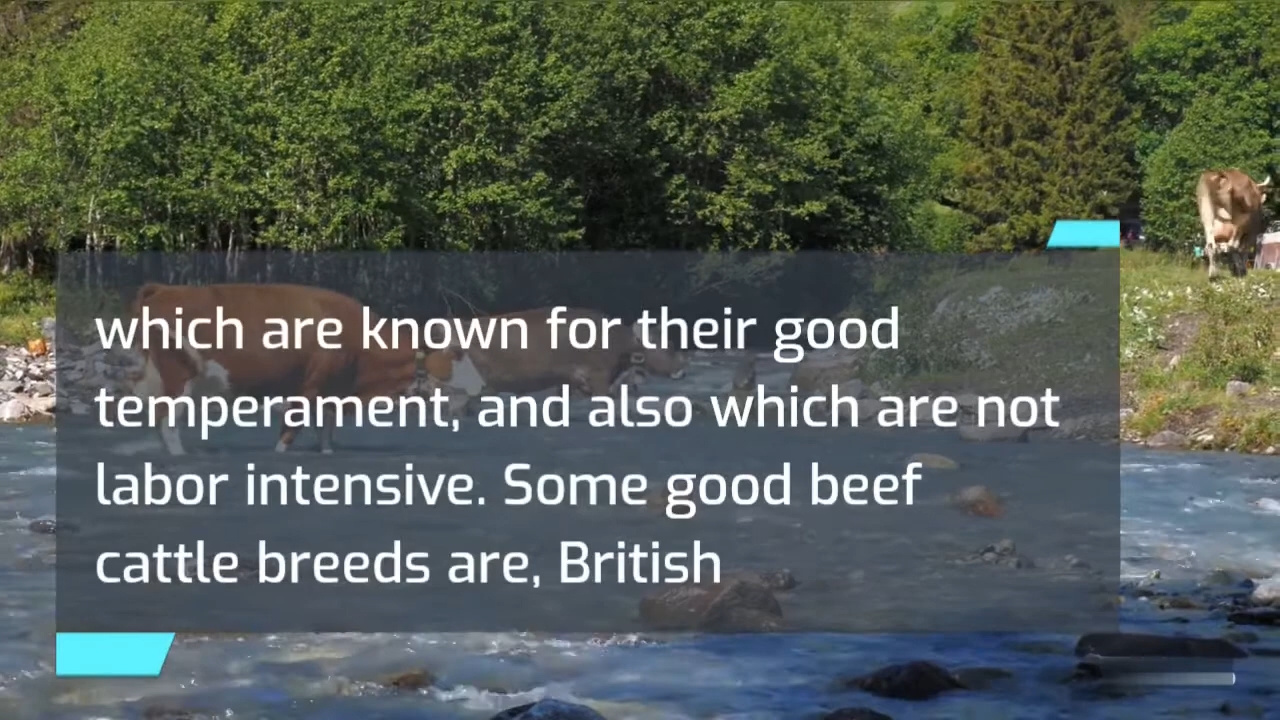 which are known for their good
temperament, and also which are not
labor intensive. Some good beef
cattle breeds are, British